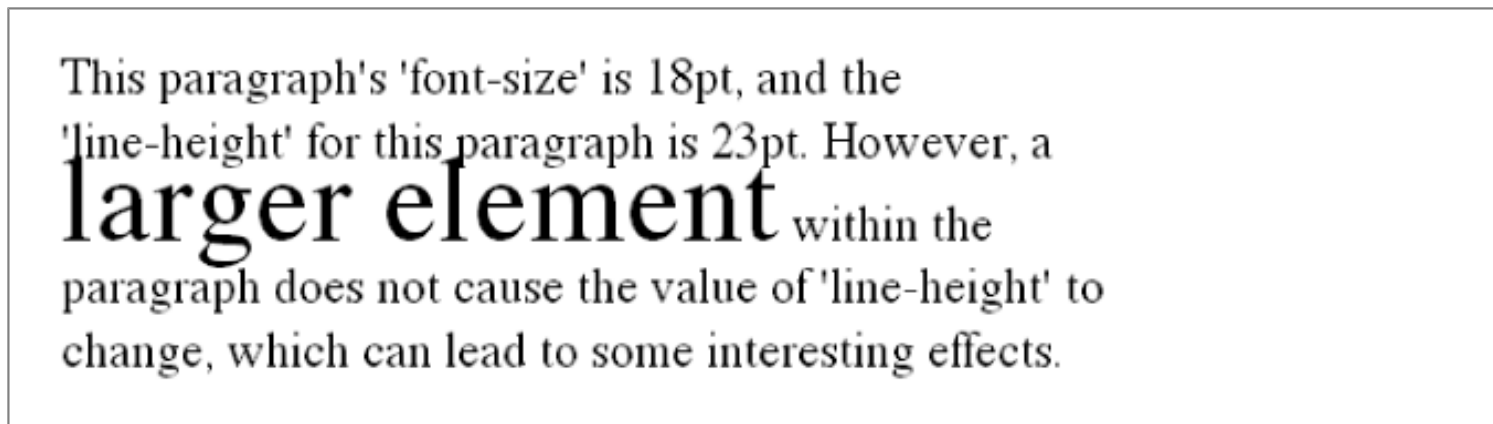 This paragraph's 'font-size' is 18pt, and the
'line-height' for this paragraph is 23pt. However, a
larger element within the
paragraph does not cause the value of 'line-height' to
change, which can lead to some interesting effects.